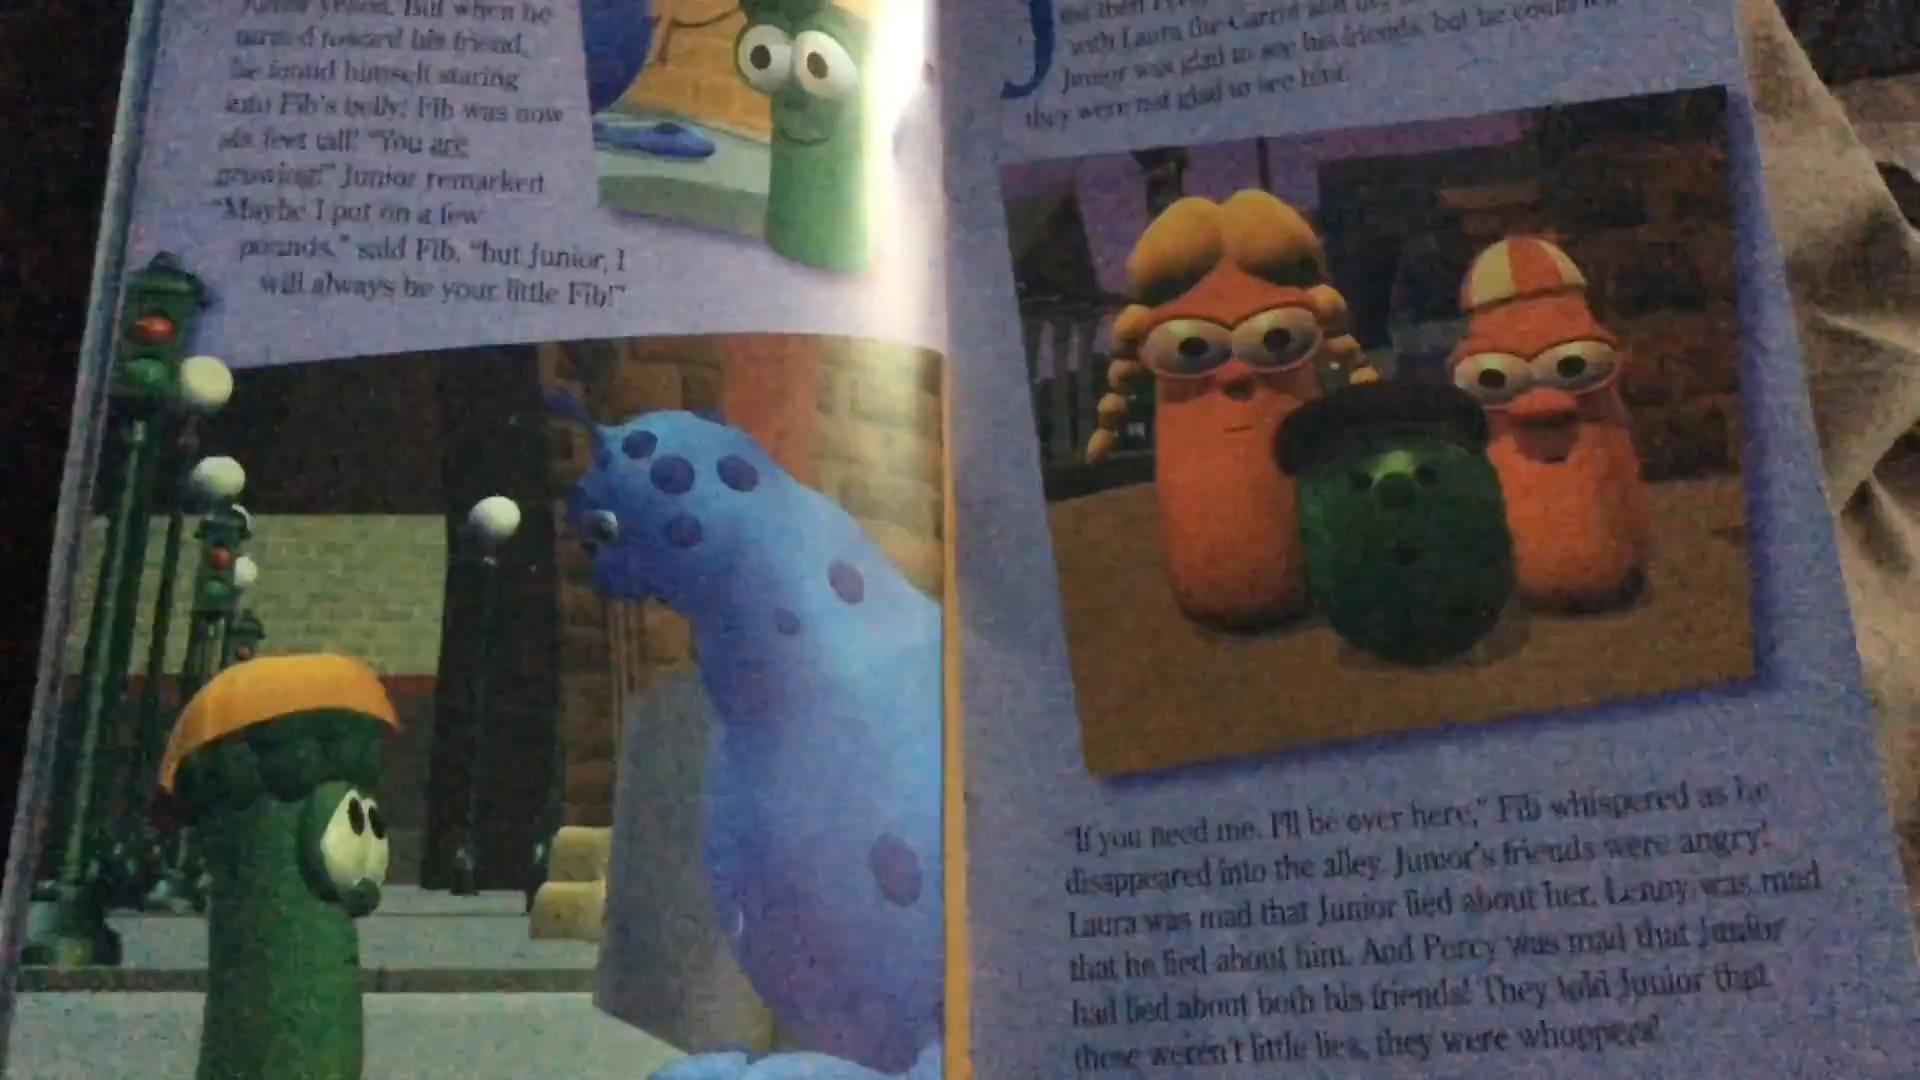 yelled. But when he
turned toward his friend,
he found himself staring
into Fib's belly! Fib was now
six feet tall! "You are
growing!" Junior remarked.
"Maybe I put on a few
pounds," said Fib, "but Junior, I
will always be your little Fib!"
with Laura the Carrot and
Junior was glad to see his friends, but he couldn't
they were not glad to see him.
"If you need me, I'll be over here," Fib whispered as he
disappeared into the alley. Junior's friends were angry!
Laura was mad that Junior lied about her. Lenny was mad
that he lied about him. And Percy was mad that Junior
had lied about both his friends! They told Junior that
those weren't little lies, they were whoppers!